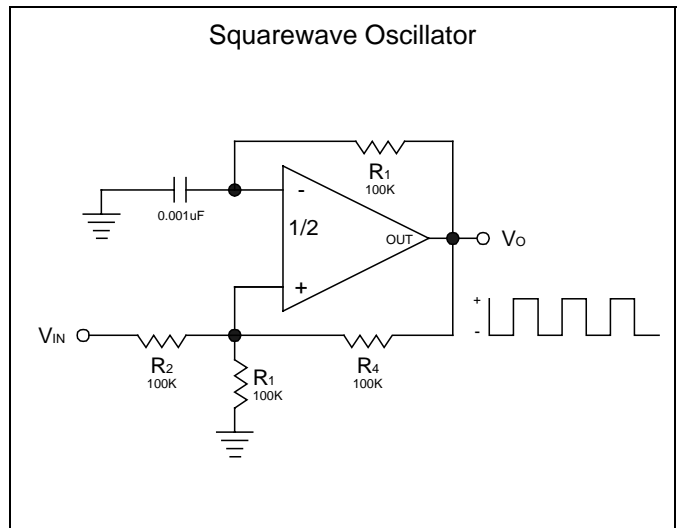 Squarewave Oscillator
R1
100K
0.001uF
-
1/2
OUT
VO
+
+
-
VIN
R2
100K
R1
100K
R4
100K